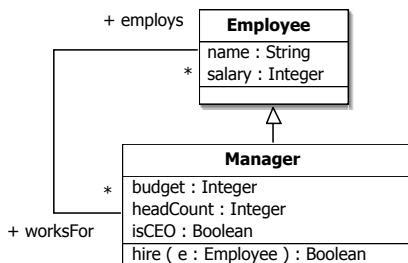 + employs
Employee
name : String
salary : Integer
*
Manager
budget : Integer
headCount : Integer
isCEO : Boolean
hire ( e : Employee ) : Boolean
*
+ worksFor